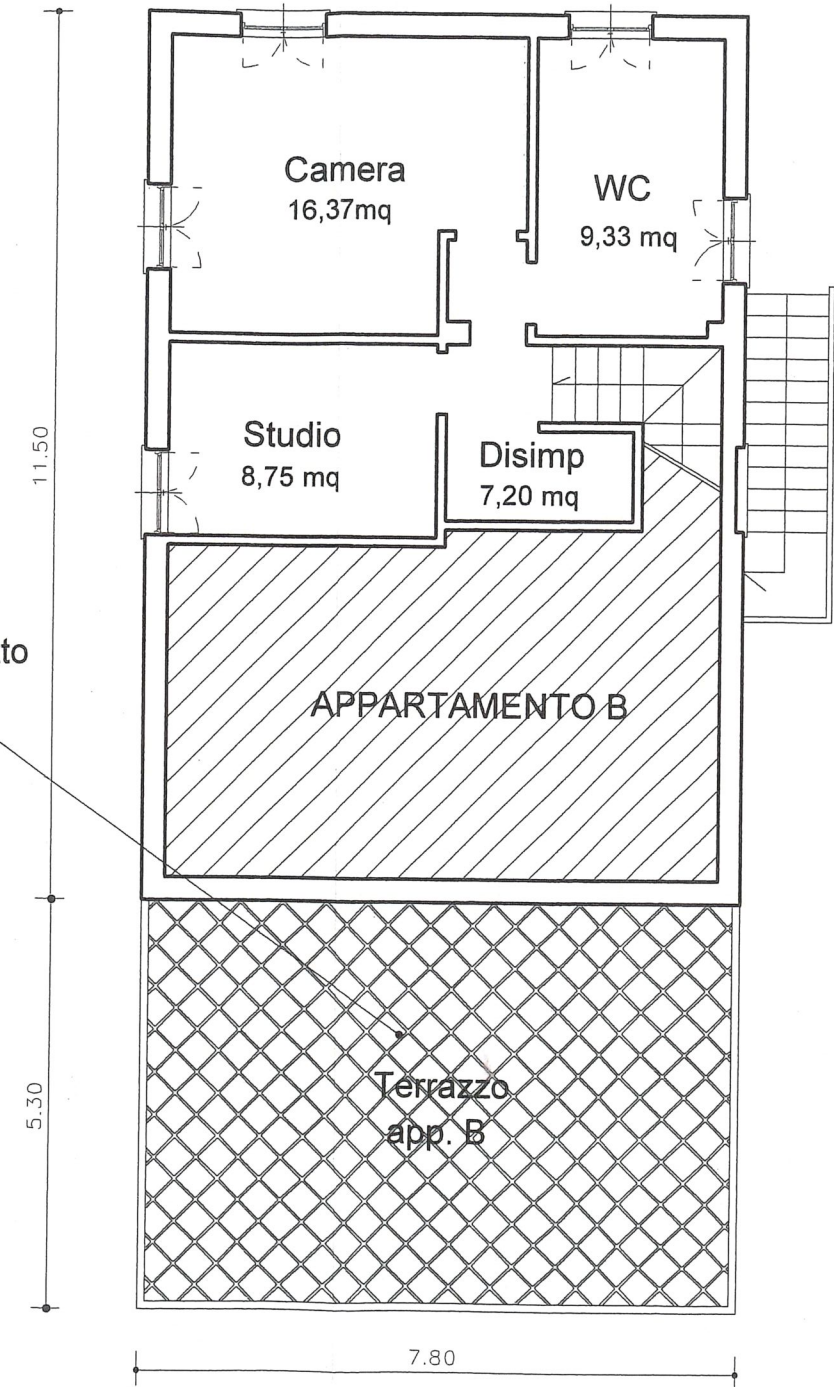 Camera
16,37mq
WC
9,33 mq
11.50
Studio
8,75 mq
Disimp
7,20 mq
APPARTAMENTO B
5.30
Terrazzo
app. B
7.80